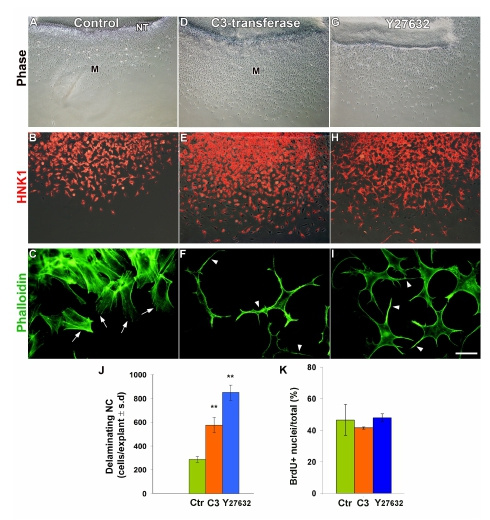 A Control NT
M
D C3-transferase
M
G Y27632
Phase
B
E
H
HNK1
C
F
I
Phalloidin
J
Delaminating NC
(cells/explant ± s.d)
1000
800
600
400
200
0
**
**
Ctr C3 Y27632
K
BrdU+ nuclei/total (%)
80
60
40
20
0
Ctr C3 Y27632